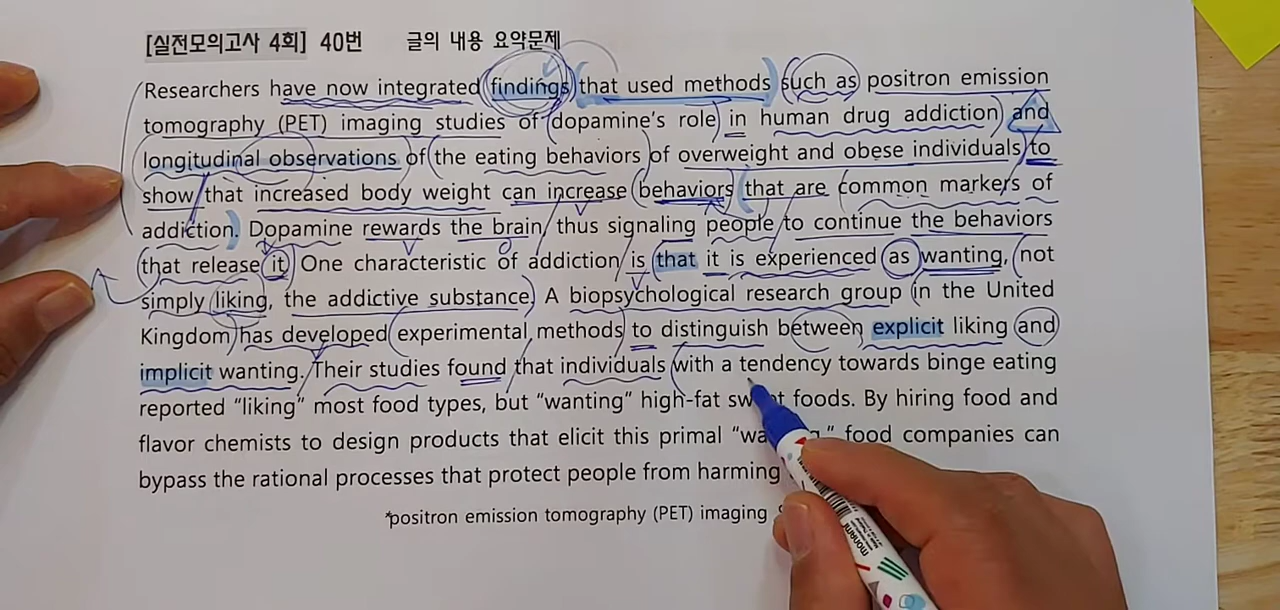 [실전모의고사 4회] 40번 글의 내용 요약문제
Researchers have now integrated findings that used methods such as positron emission
tomography (PET) imaging studies of dopamine's role in human drug addiction and
longitudinal observations of the eating behaviors of overweight and obese individuals to
show that increased body weight can increase behaviors that are common markers of
addiction. Dopamine rewards the brain, thus signaling people to continue the behaviors
that release it. One characteristic of addiction is that it is experienced as wanting, not
simply liking, the addictive substance. A biopsychological research group in the United
Kingdom has developed experimental methods to distinguish between explicit liking and
implicit wanting. Their studies found that individuals with a tendency towards binge eating
reported "liking" most food types, but "wanting" high-fat sweet foods. By hiring food and
flavor chemists to design products that elicit this primal food companies can
bypass the rational processes that protect people from harming
*positron emission tomography (PET) imaging
monami